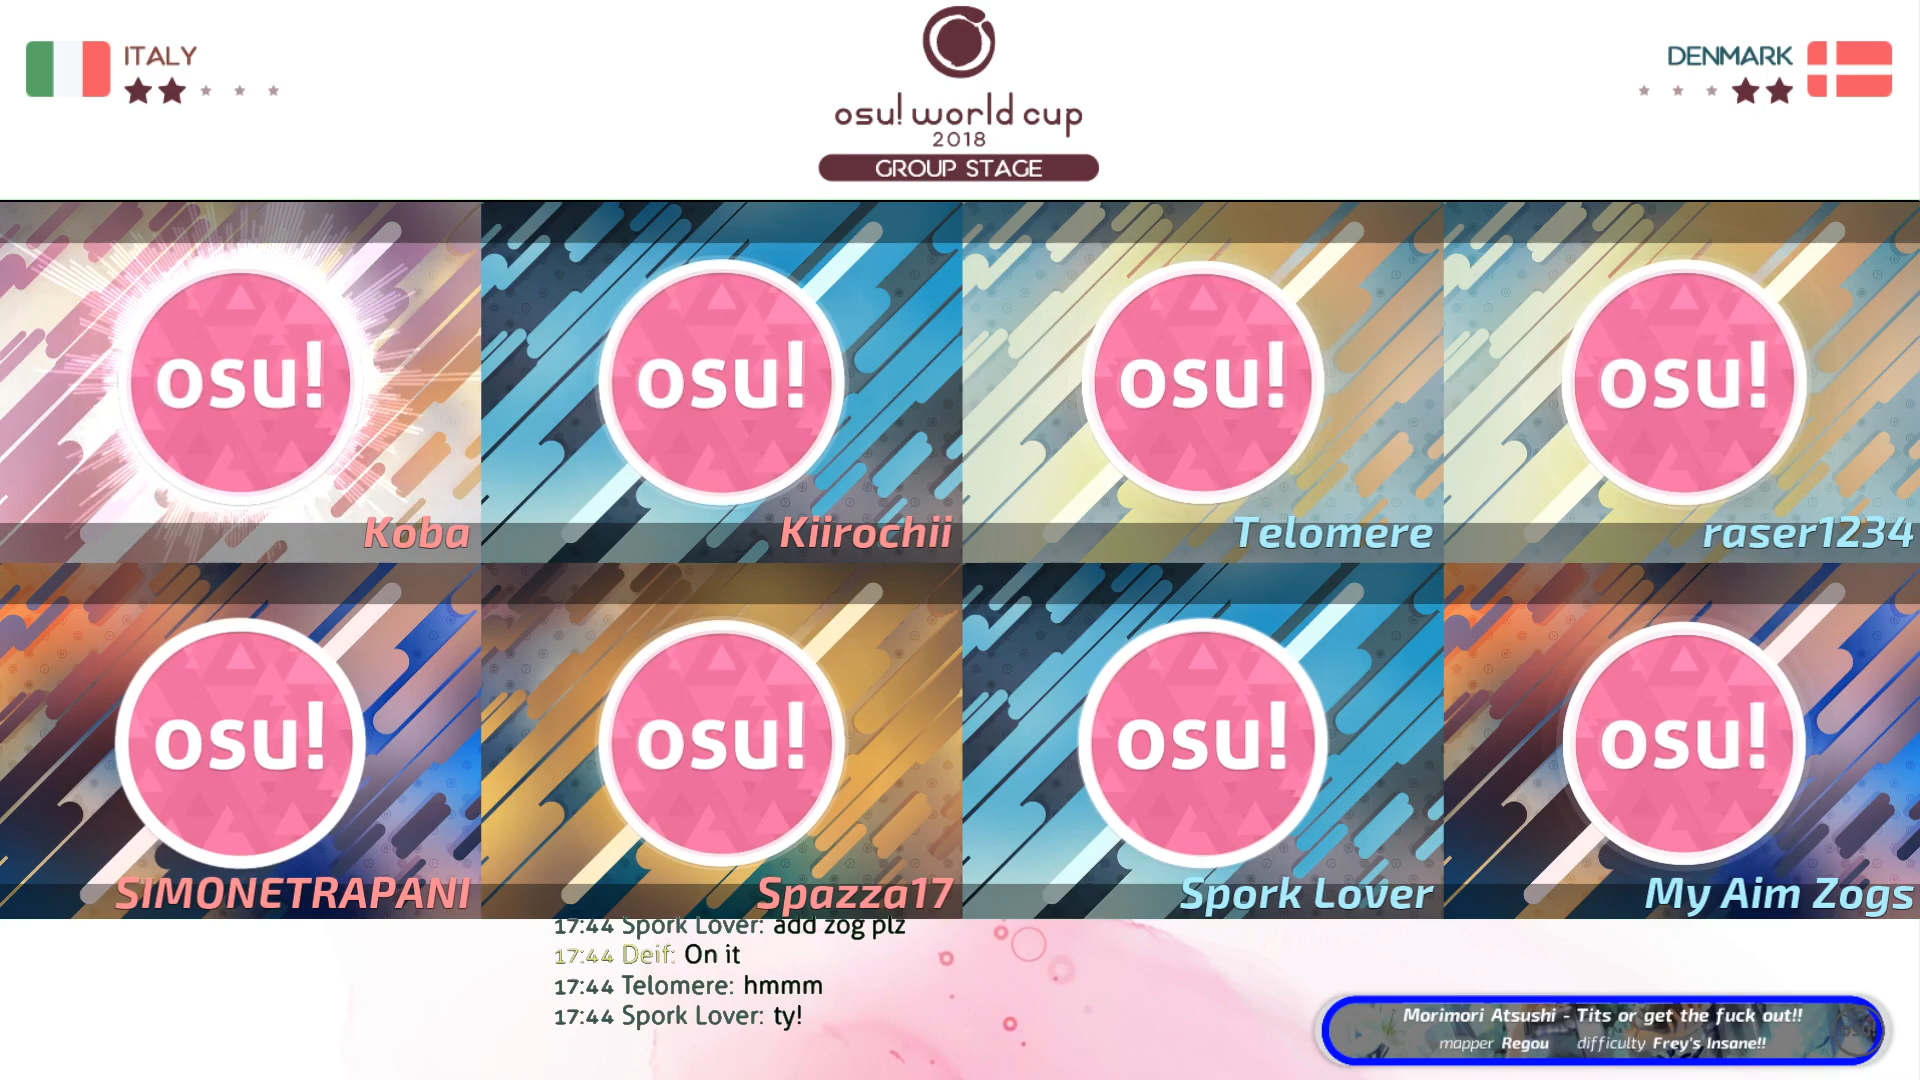 ITALY
DENMARK
osu! world cup
2018
GROUP STAGE
osu!
osu!
osu!
osu!
Koba
Kiirochii
Telomere
raser1234
osu!
osu!
osu!
osu!
SIMONETRAPANI
Spazza17
Spork Lover
My Aim Zogs
17:44 Spork Lover: add zog plz
17:44 Deif: On it
17:44 Telomere: hmmm
17:44 Spork Lover: ty!
Morimori Atsushi - Tits or get the fuck out!!
mapper Regou difficulty Frey's Insane!!